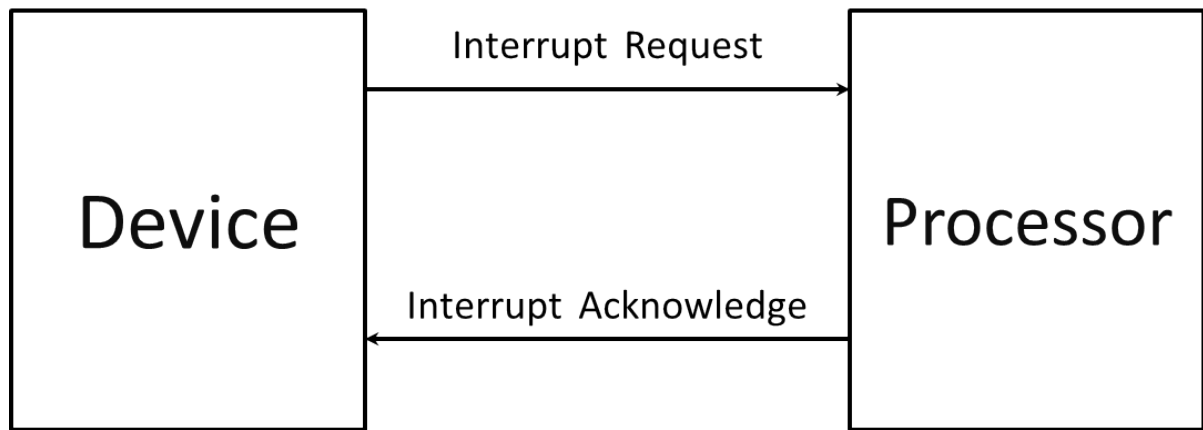 Interrupt Request
Device
Processor
Interrupt Acknowledge